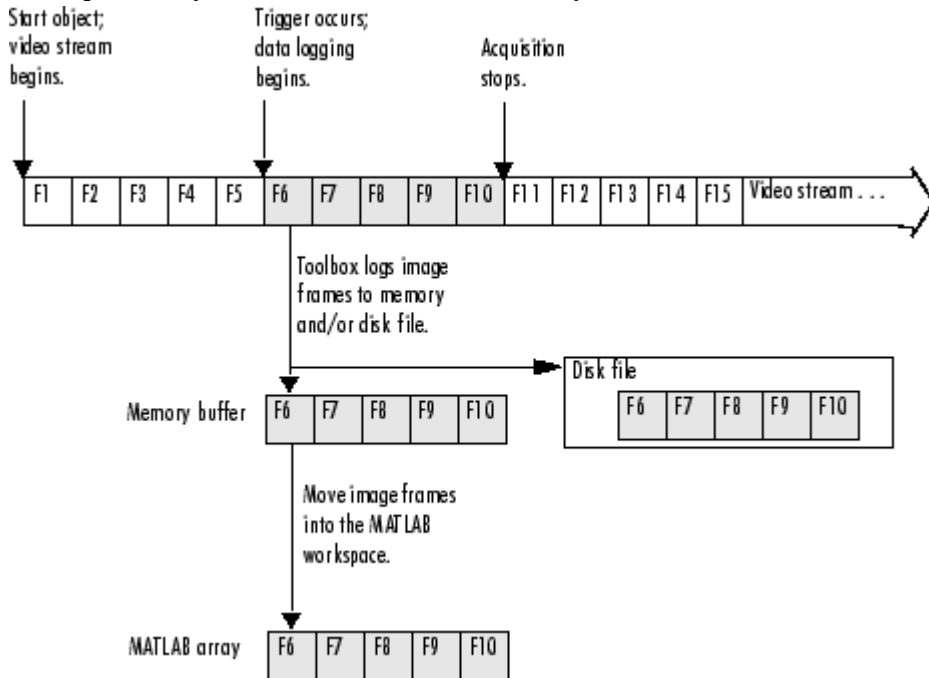 Start object;
video stream
begins.
Trigger occurs;
data logging
begins.
Acquisition
stops.
F1 F2 F3 F4 F5 F6 F7 F8 F9 F10 F11 F12 F13 F14 F15 Video stream . . .
Toolbox logs image
frames to memory
and/or disk file.
Disk file
F6 F7 F8 F9 F10
Memory buffer F6 F7 F8 F9 F10
Move image frames
into the MATLAB
workspace.
MATLAB array F6 F7 F8 F9 F10